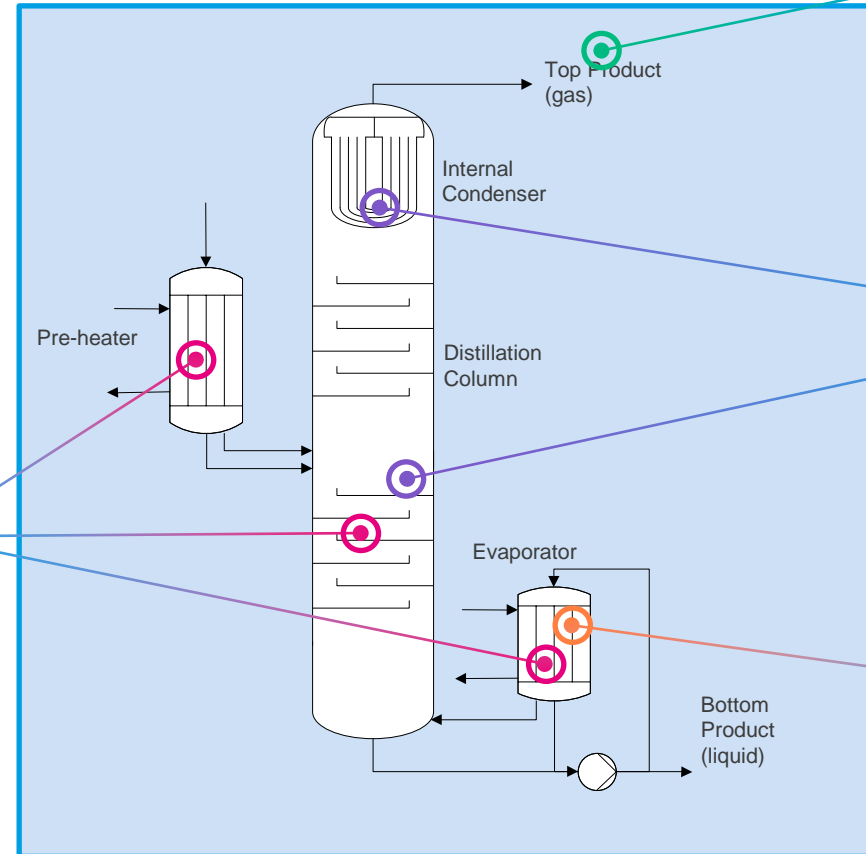 Top Product
(gas)
Internal
Condenser
Pre-heater
Distillation
Column
Evaporator
Bottom
Product
(liquid)